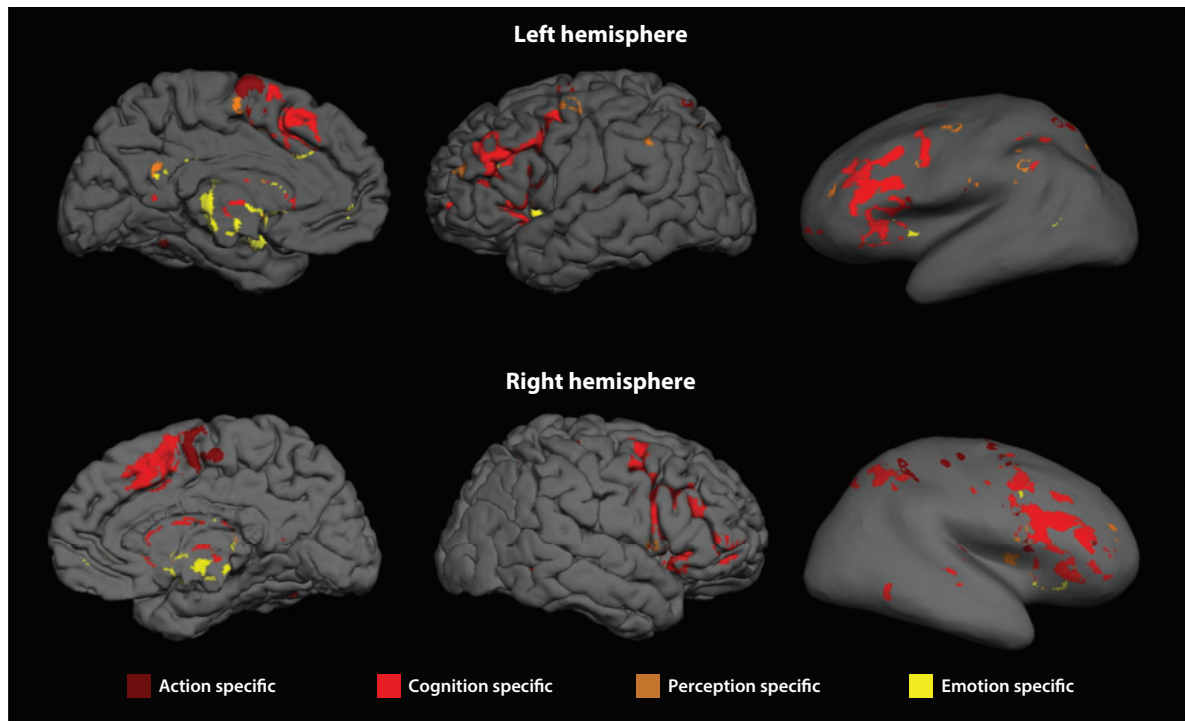 Left hemisphere
Right hemisphere
Action specific
Cognition specific
Perception specific
Emotion specific